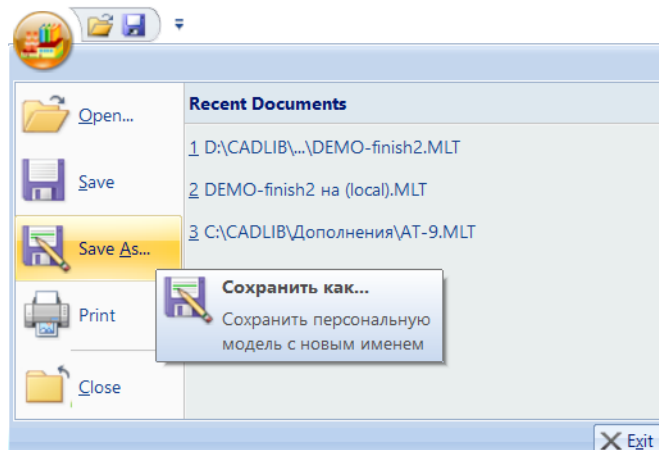 Open...
Save
Save As...
Print
Close
Recent Documents
1 D:\CADLIB\...\DEMO-finish2.MLT
2 DEMO-finish2 на (local).MLT
3 C:\CADLIB\Дополнения\AT-9.MLT
Сохранить как...
Сохранить персональную
модель с новым именем
Exit